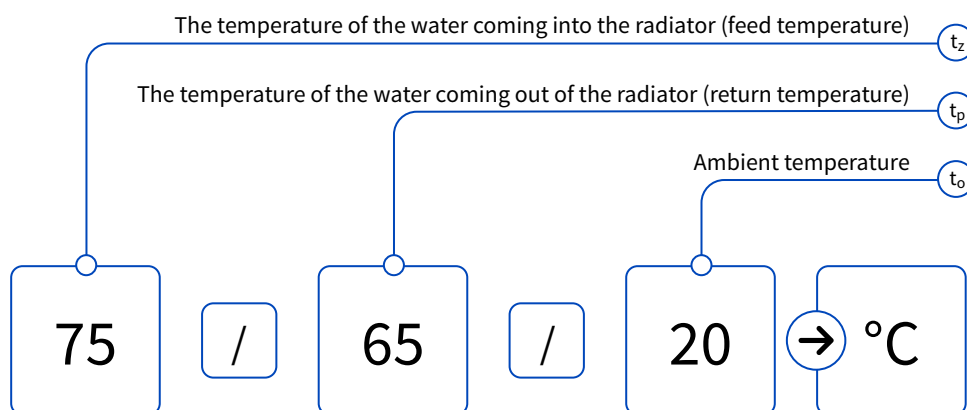 The temperature of the water coming into the radiator (feed temperature)
tz
The temperature of the water coming out of the radiator (return temperature)
tp
Ambient temperature
to
75 / 65 / 20 → °C